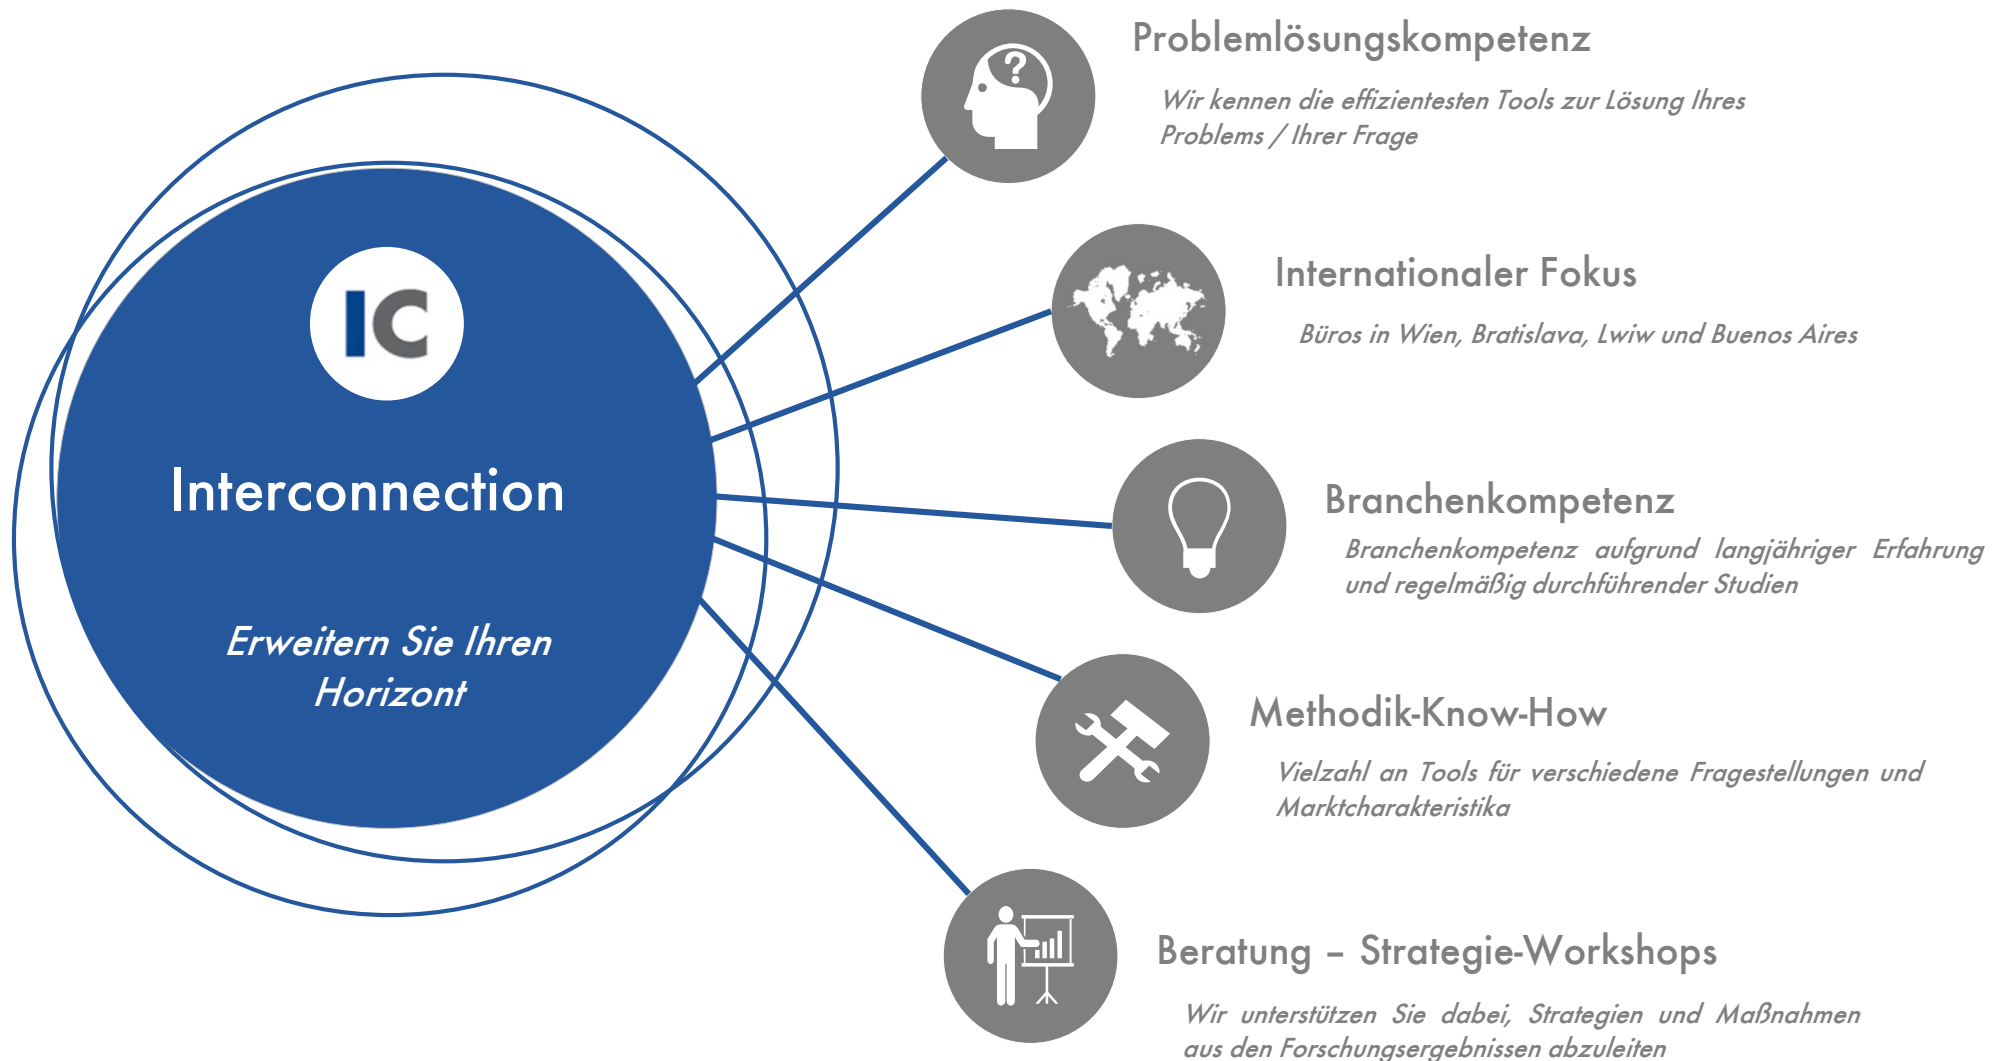 IC
Interconnection
Erweitern Sie Ihren
Horizont
?
Problemlösungskompetenz
Wir kennen die effizientesten Tools zur Lösung Ihres
Problems / Ihrer Frage
Internationaler Fokus
Büros in Wien, Bratislava, Lwiw und Buenos Aires
Branchenkompetenz
Branchenkompetenz aufgrund langjähriger Erfahrung
und regelmäßig durchführender Studien
Methodik-Know-How
Vielzahl an Tools für verschiedene Fragestellungen und
Marktcharakteristika
Beratung – Strategie-Workshops
Wir unterstützen Sie dabei, Strategien und Maßnahmen
aus den Forschungsergebnissen abzuleiten